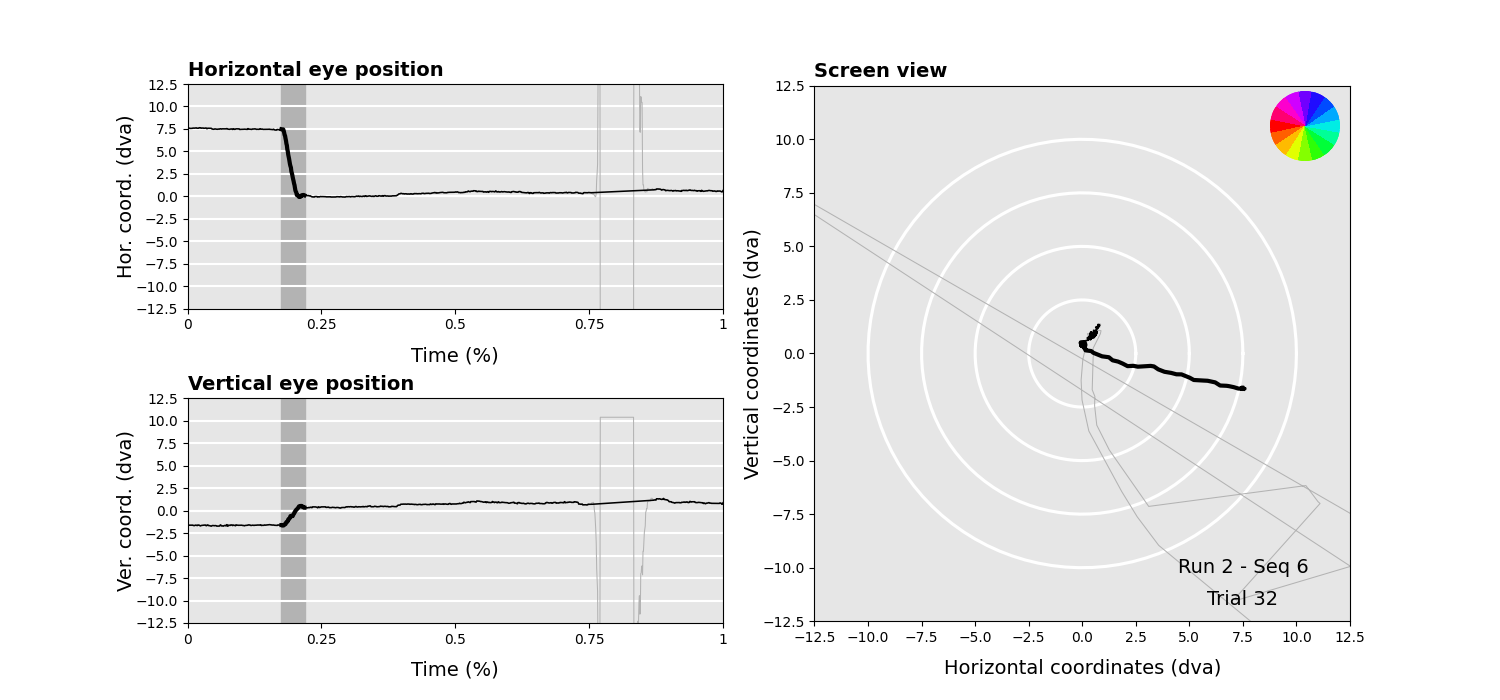 Horizontal eye position
12.5
10.0
7.5
5.0
2.5
0.0
−2.5
−5.0
−7.5
−10.0
−12.5
Hor. coord. (dva)
0 0.25 0.5 0.75 1
Time (%)
Vertical eye position
12.5
10.0
7.5
5.0
2.5
0.0
−2.5
−5.0
−7.5
−10.0
−12.5
Ver. coord. (dva)
0 0.25 0.5 0.75 1
Time (%)
Screen view
12.5
10.0
7.5
5.0
2.5
0.0
−2.5
−5.0
−7.5
−10.0
−12.5
Vertical coordinates (dva)
Run 2 - Seq 6
Trial 32
−12.5 −10.0 −7.5 −5.0 −2.5 0.0 2.5 5.0 7.5 10.0 12.5
Horizontal coordinates (dva)